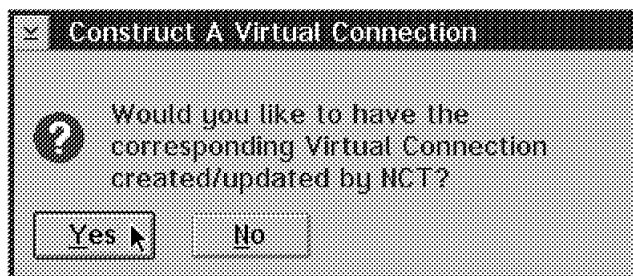 Construct A Virtual Connection
Would you like to have the
corresponding Virtual Connection
created/updated by NCT?
Yes No